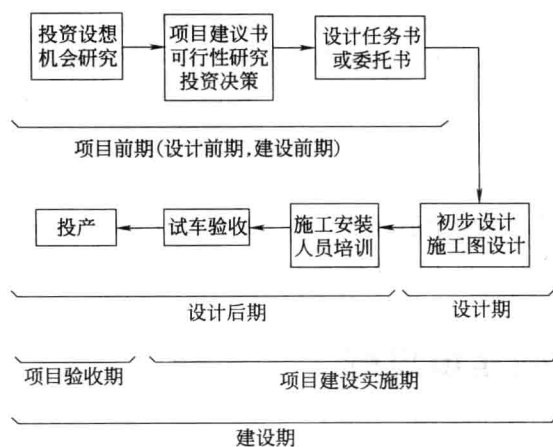 投资设想
机会研究
项目建议书
可行性研究
投资决策
设计任务书
或委托书
项目前期(设计前期,建设前期)
投产
试车验收
施工安装
人员培训
初步设计
施工图设计
设计后期
设计期
项目验收期
项目建设实施期
建设期